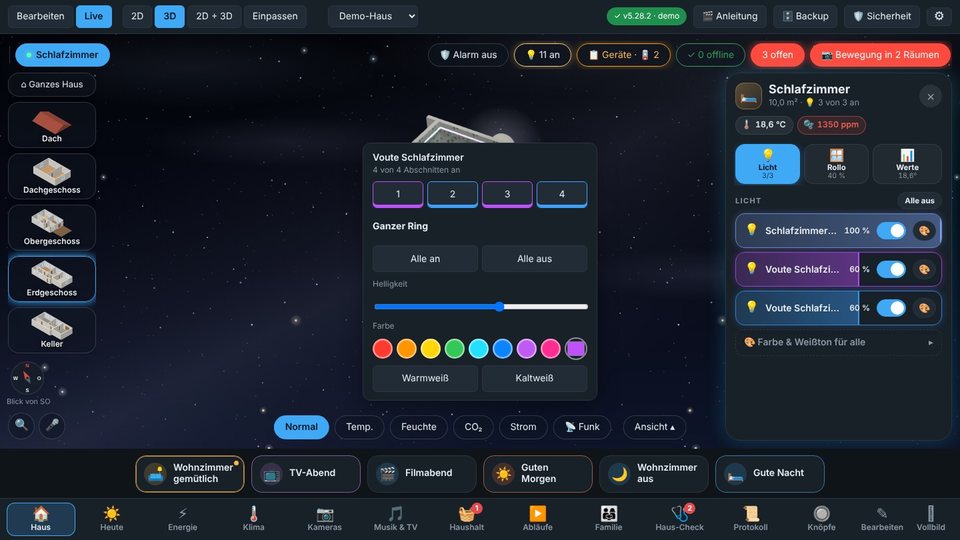 Bearbeiten
Live
2D
3D
2D + 3D
Einpassen
Demo-Haus
✓ v5.28.2 · demo
Anleitung
Backup
Sicherheit
Schlafzimmer
Alarm aus
11 an
Geräte · 2
✓ 0 offline
3 offen
Bewegung in 2 Räumen
⌂ Ganzes Haus
Dach
Dachgeschoss
Obergeschoss
Erdgeschoss
Keller
N
W
O
S
Blick von SO
Voute Schlafzimmer
4 von 4 Abschnitten an
1
2
3
4
Ganzer Ring
Alle an
Alle aus
Helligkeit
Farbe
Warmweiß
Kaltweiß
Schlafzimmer
10,0 m² · 3 von 3 an
18,6 °C
1350 ppm
Licht
3/3
Rollo
40 %
Werte
18,6°
LICHT
Alle aus
Schlafzimmer... 100 %
Voute Schlafzi... 60 %
Voute Schlafzi... 60 %
Farbe & Weißton für alle
Normal
Temp.
Feuchte
CO₂
Strom
Funk
Ansicht ▴
Wohnzimmer
gemütlich
TV-Abend
Filmabend
Guten
Morgen
Wohnzimmer
aus
Gute Nacht
Haus
Heute
Energie
Klima
Kameras
Musik & TV
1
Haushalt
Abläufe
Familie
2
Haus-Check
Protokoll
Knöpfe
Bearbeiten
Vollbild